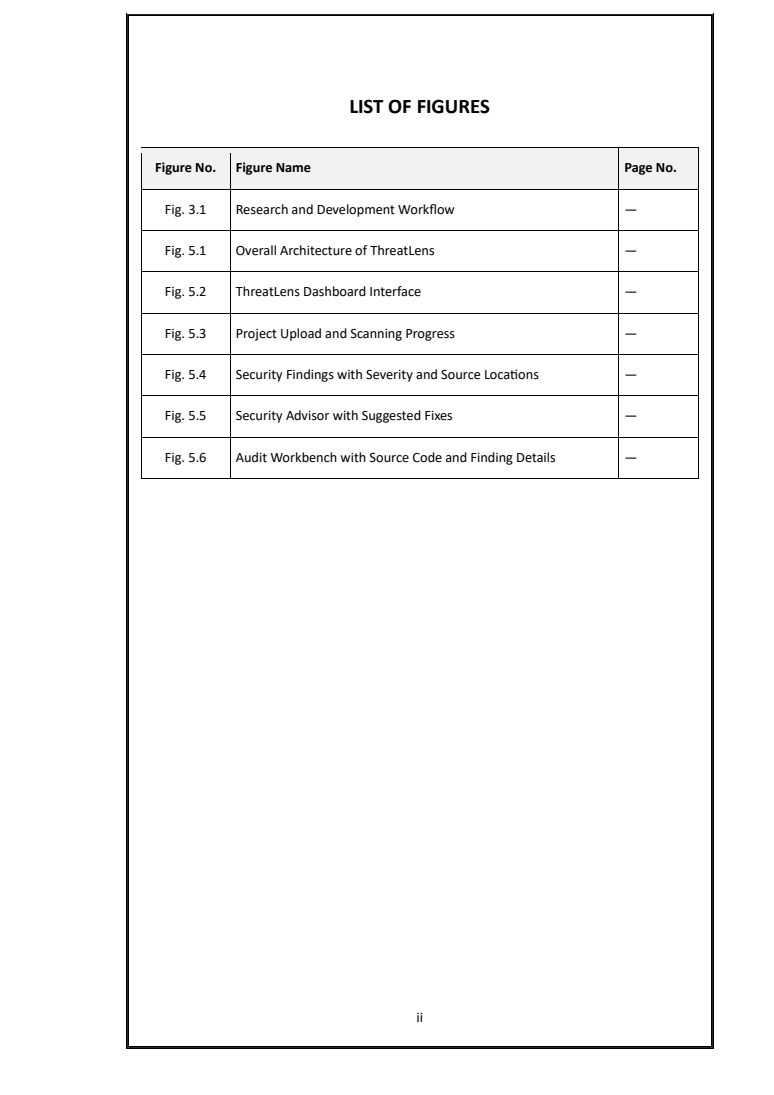 LIST OF FIGURES
Figure No. Figure Name Page No.
Fig. 3.1 Research and Development Workflow —
Fig. 5.1 Overall Architecture of ThreatLens —
Fig. 5.2 ThreatLens Dashboard Interface —
Fig. 5.3 Project Upload and Scanning Progress —
Fig. 5.4 Security Findings with Severity and Source Locations —
Fig. 5.5 Security Advisor with Suggested Fixes —
Fig. 5.6 Audit Workbench with Source Code and Finding Details —
ii